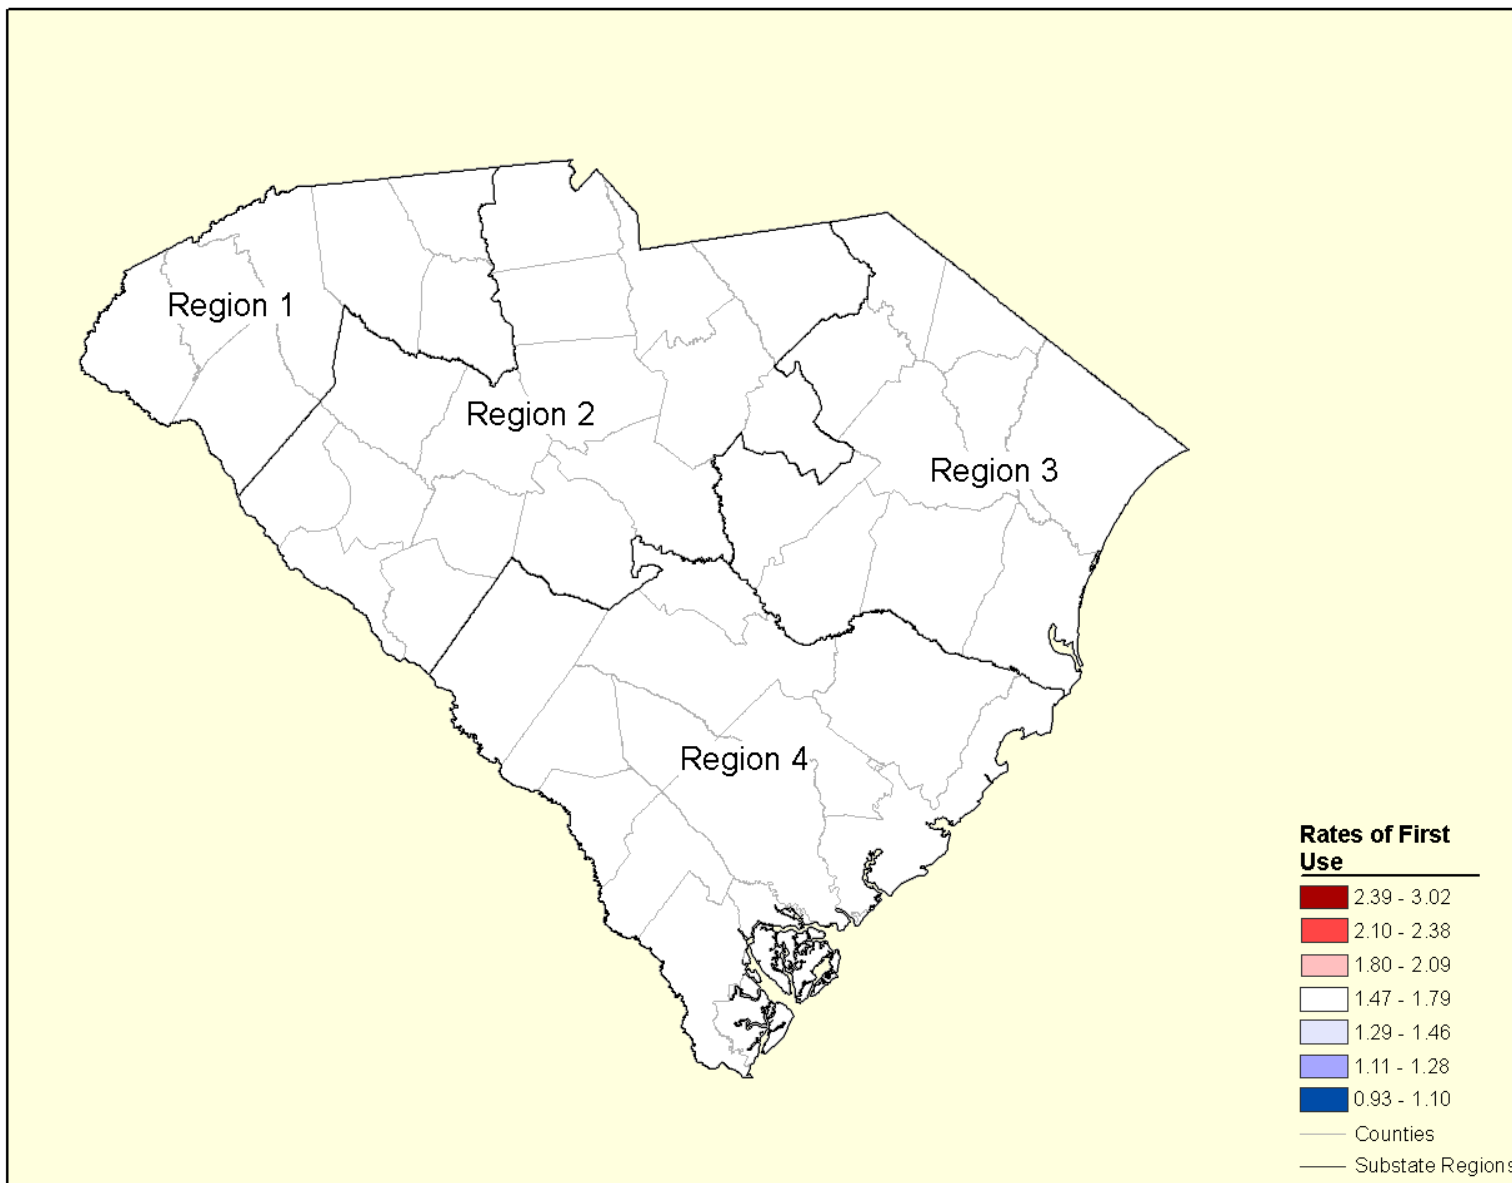 Region 1
Region 2
Region 3
Region 4
Rates of First
Use
2.39 - 3.02
2.10 - 2.38
1.80 - 2.09
1.47 - 1.79
1.29 - 1.46
1.11 - 1.28
0.93 - 1.10
Counties
Substate Regions